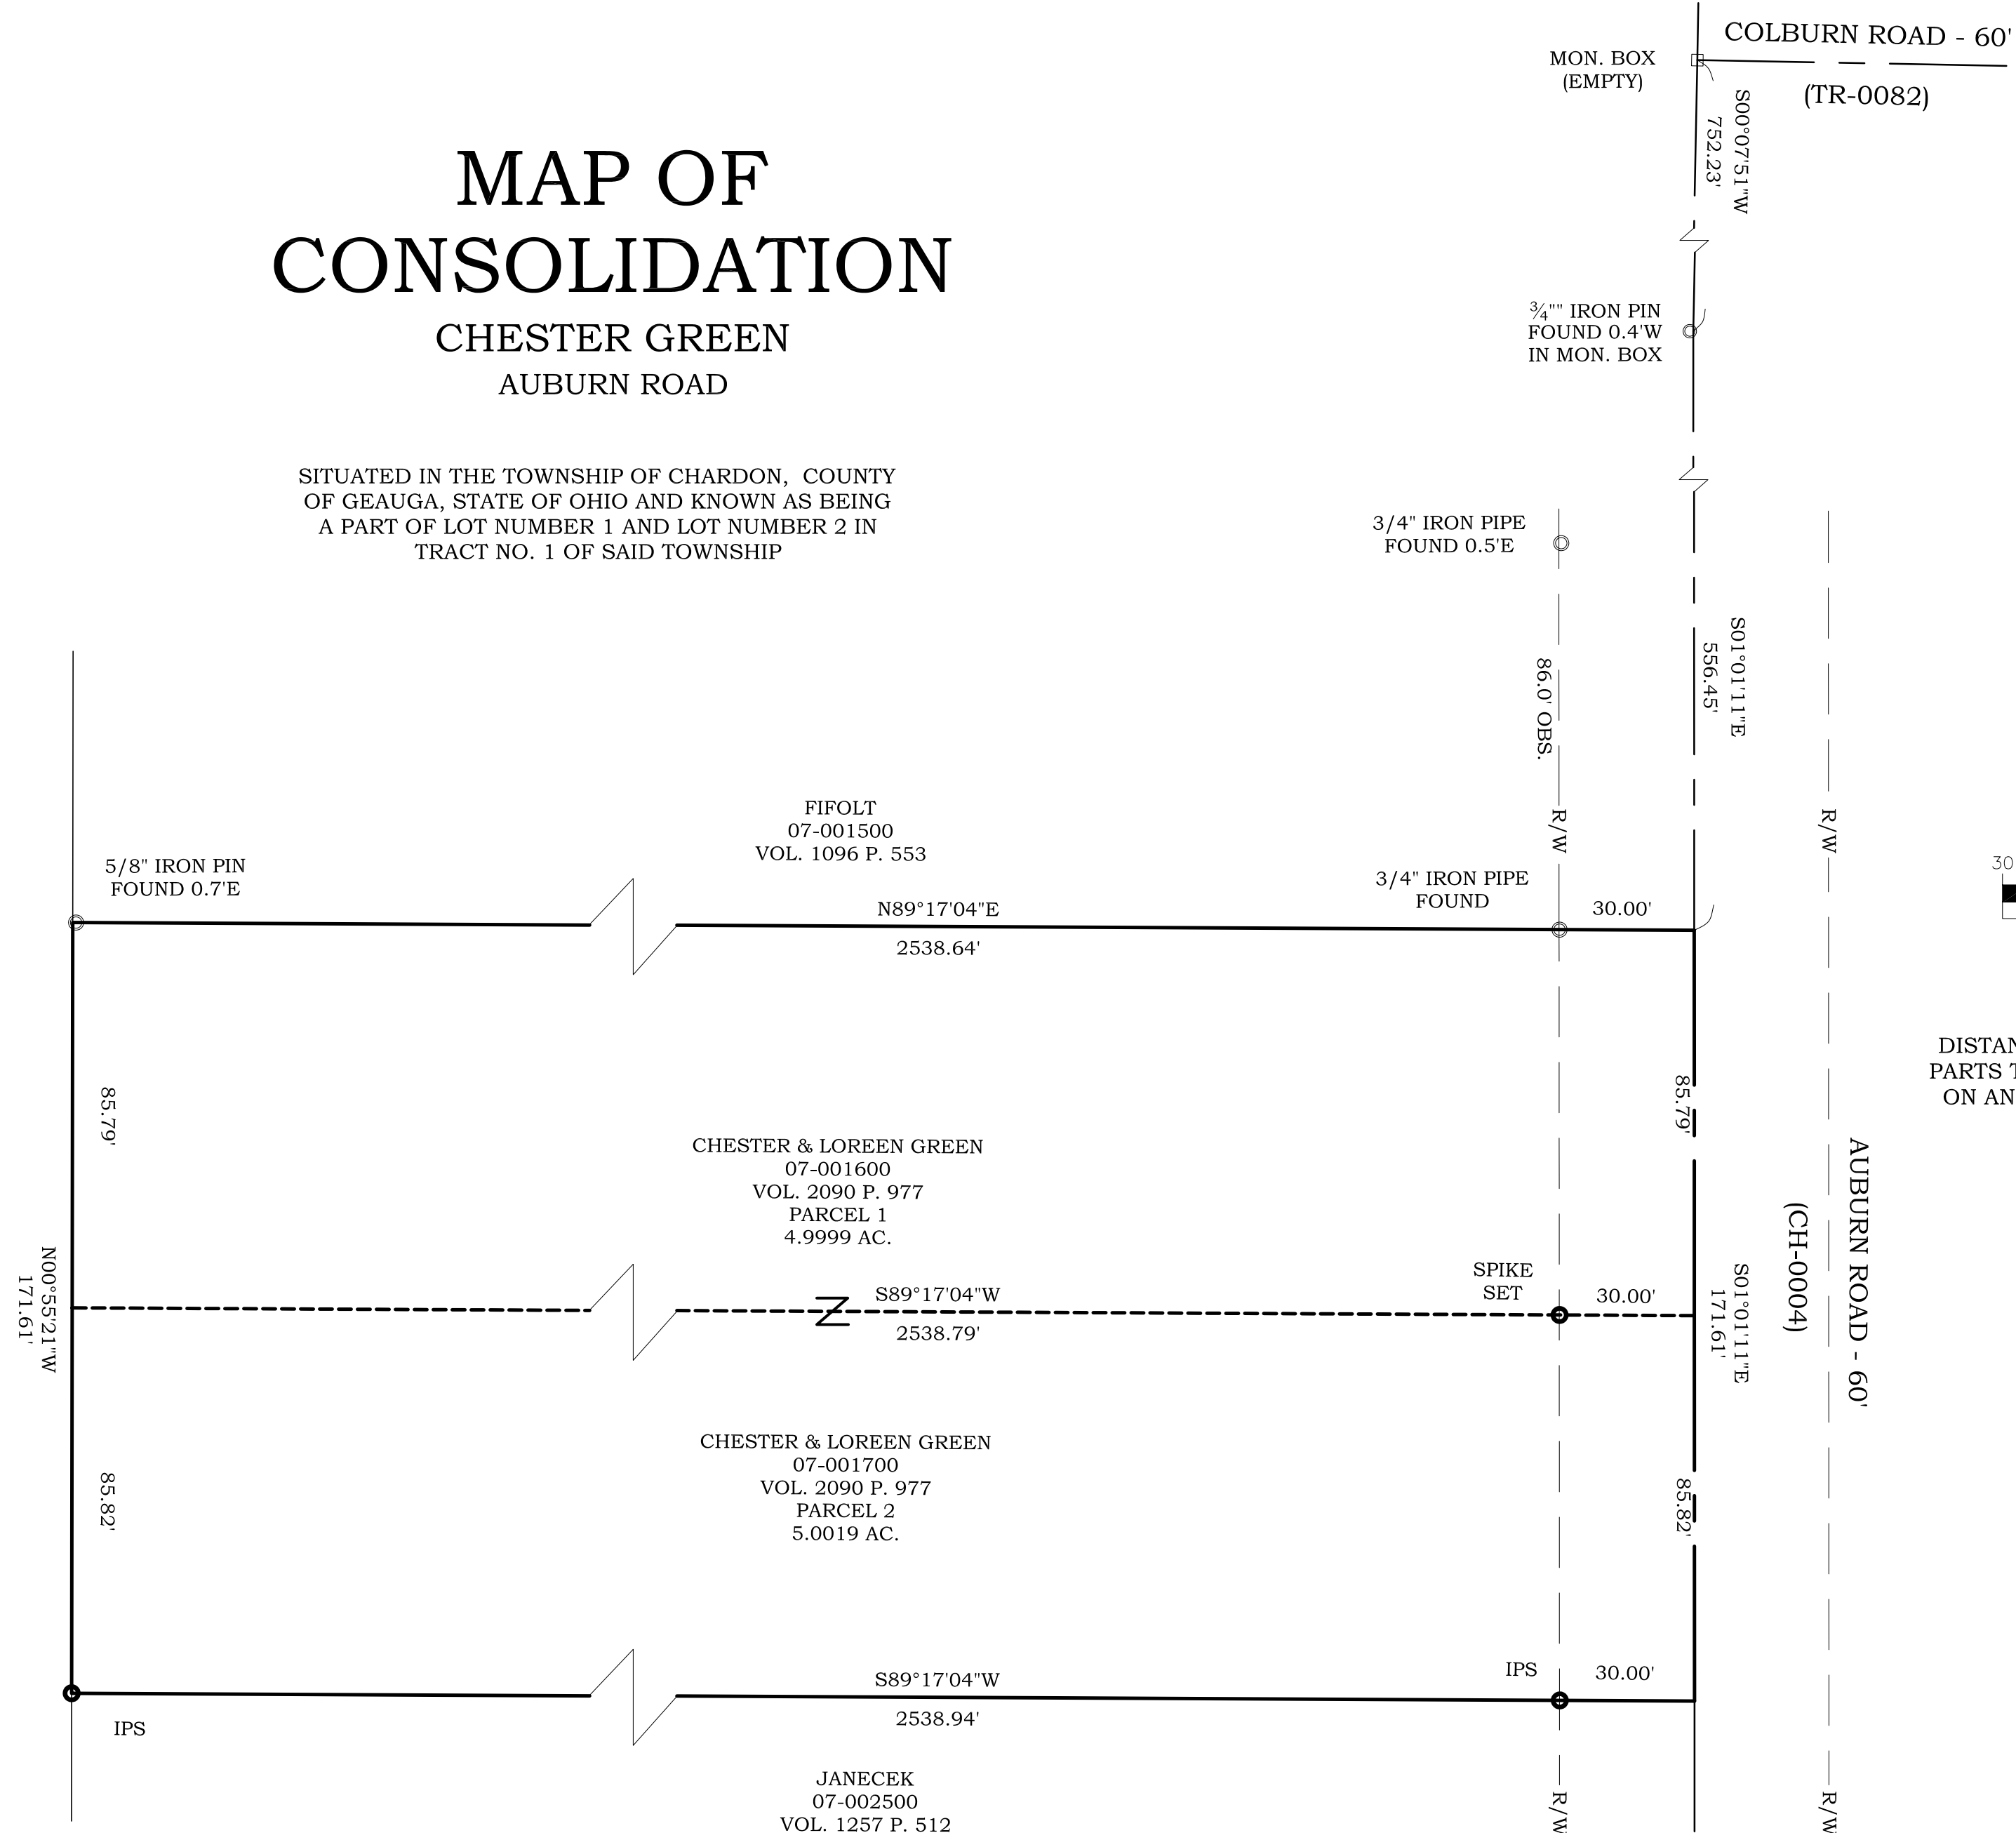 COLBURN ROAD - 60'
(TR-0082)
MON. BOX
(EMPTY)
S00°07'51"W
752.23'
MAP OF
CONSOLIDATION
CHESTER GREEN
AUBURN ROAD
¾"" IRON PIN
FOUND 0.4'W
IN MON. BOX
SITUATED IN THE TOWNSHIP OF CHARDON, COUNTY
OF GEAUGA, STATE OF OHIO AND KNOWN AS BEING
A PART OF LOT NUMBER 1 AND LOT NUMBER 2 IN
TRACT NO. 1 OF SAID TOWNSHIP
3/4" IRON PIPE
FOUND 0.5'E
S01°01'11"E
556.45'
86.0' OBS.
R/W
R/W
FIFOLT
07-001500
VOL. 1096 P. 553
5/8" IRON PIN
FOUND 0.7'E
3/4" IRON PIPE
FOUND
30.00'
N89°17'04"E
2538.64'
30
DISTAN
PARTS T
ON AN
85.79'
85.79'
CHESTER & LOREEN GREEN
07-001600
VOL. 2090 P. 977
PARCEL 1
4.9999 AC.
AUBURN ROAD - 60'
(CH-0004)
N00°55'21"W
171.61'
SPIKE
SET
30.00'
S89°17'04"W
Z
2538.79'
S01°01'11"E
171.61'
CHESTER & LOREEN GREEN
07-001700
VOL. 2090 P. 977
PARCEL 2
5.0019 AC.
85.82'
85.82'
IPS
30.00'
S89°17'04"W
2538.94'
IPS
JANECEK
07-002500
VOL. 1257 P. 512
R/W
R/W